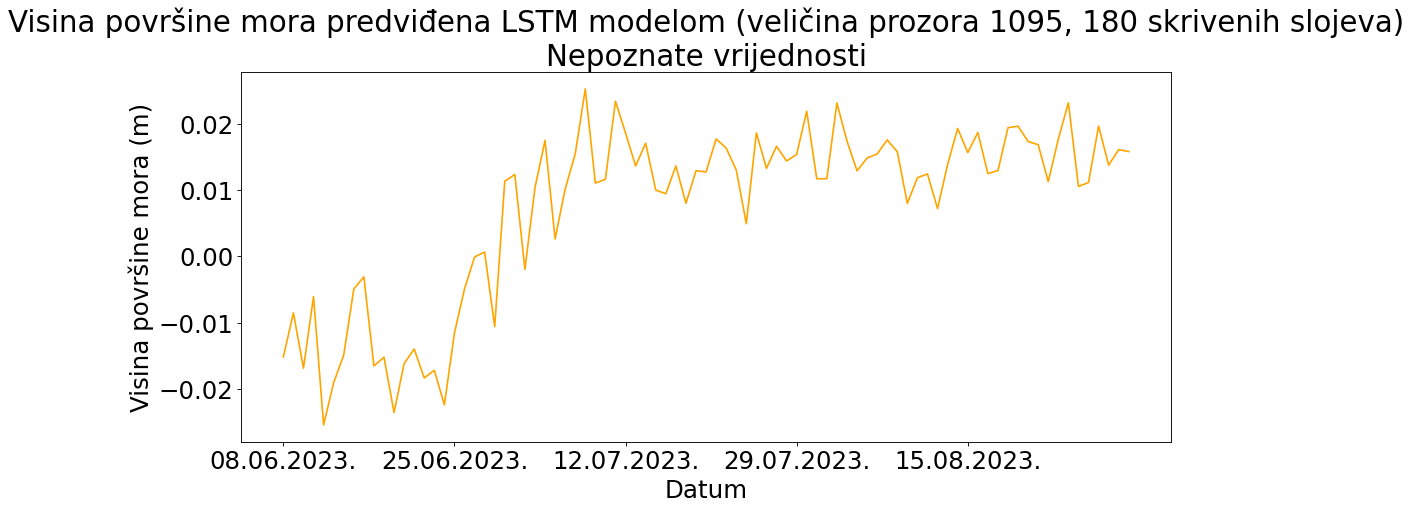 Visina površine mora predviđena LSTM modelom (veličina prozora 1095, 180 skrivenih slojeva)
Nepoznate vrijednosti
Visina površine mora (m)
0.02
0.01
0.00
−0.01
−0.02
08.06.2023. 25.06.2023. 12.07.2023. 29.07.2023. 15.08.2023.
Datum